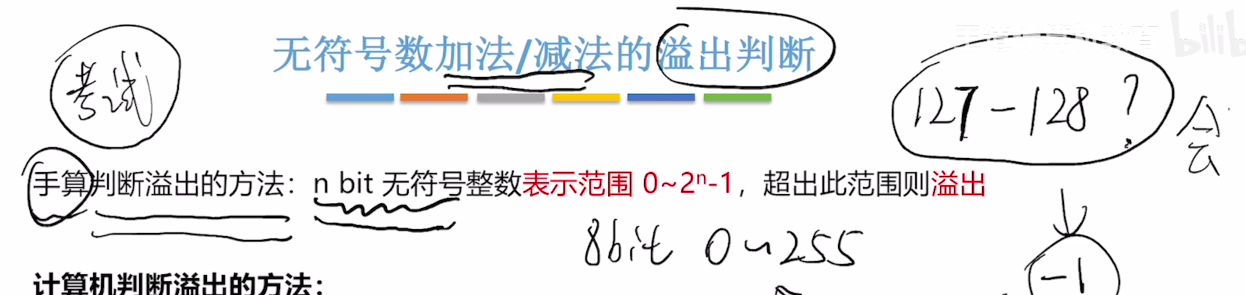 无符号数加法/减法的溢出判断
考试
127-128?
会
手算判断溢出的方法：n bit 无符号整数表示范围 0~2ⁿ-1，超出此范围则溢出
8bit 0~255
-1
计算机判断溢出的方法：
bilib